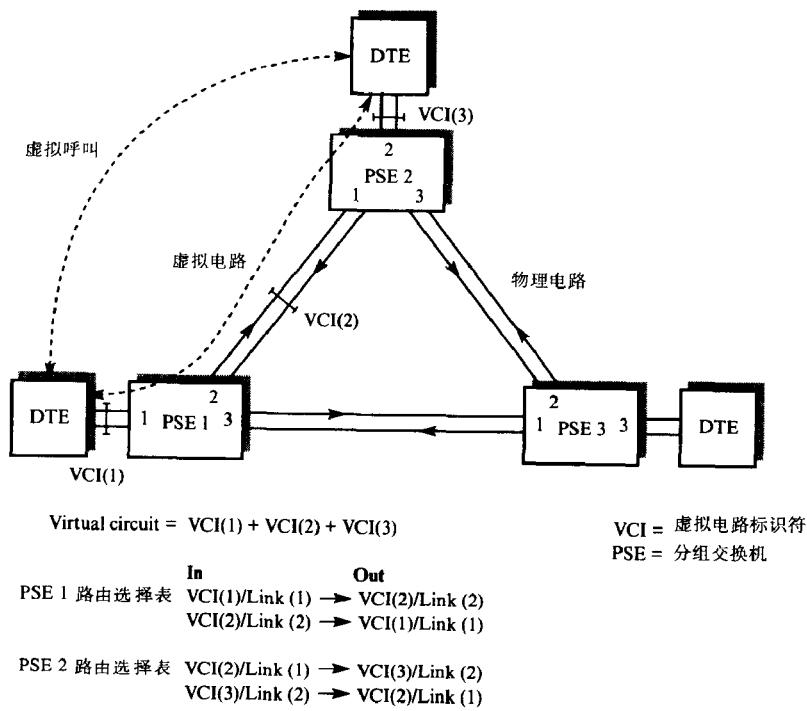 DTE
VCI(3)
2
PSE 2
1 3
虚拟呼叫
虚拟电路
物理电路
VCI(2)
DTE
2
1 PSE 1 3
VCI(1)
2
1 PSE 3 3
DTE
Virtual circuit = VCI(1) + VCI(2) + VCI(3)
VCI = 虚拟电路标识符
PSE = 分组交换机
In Out
PSE 1 路由选择表 VCI(1)/Link (1) → VCI(2)/Link (2)
VCI(2)/Link (2) → VCI(1)/Link (1)
PSE 2 路由选择表 VCI(2)/Link (1) → VCI(3)/Link (2)
VCI(3)/Link (2) → VCI(2)/Link (1)